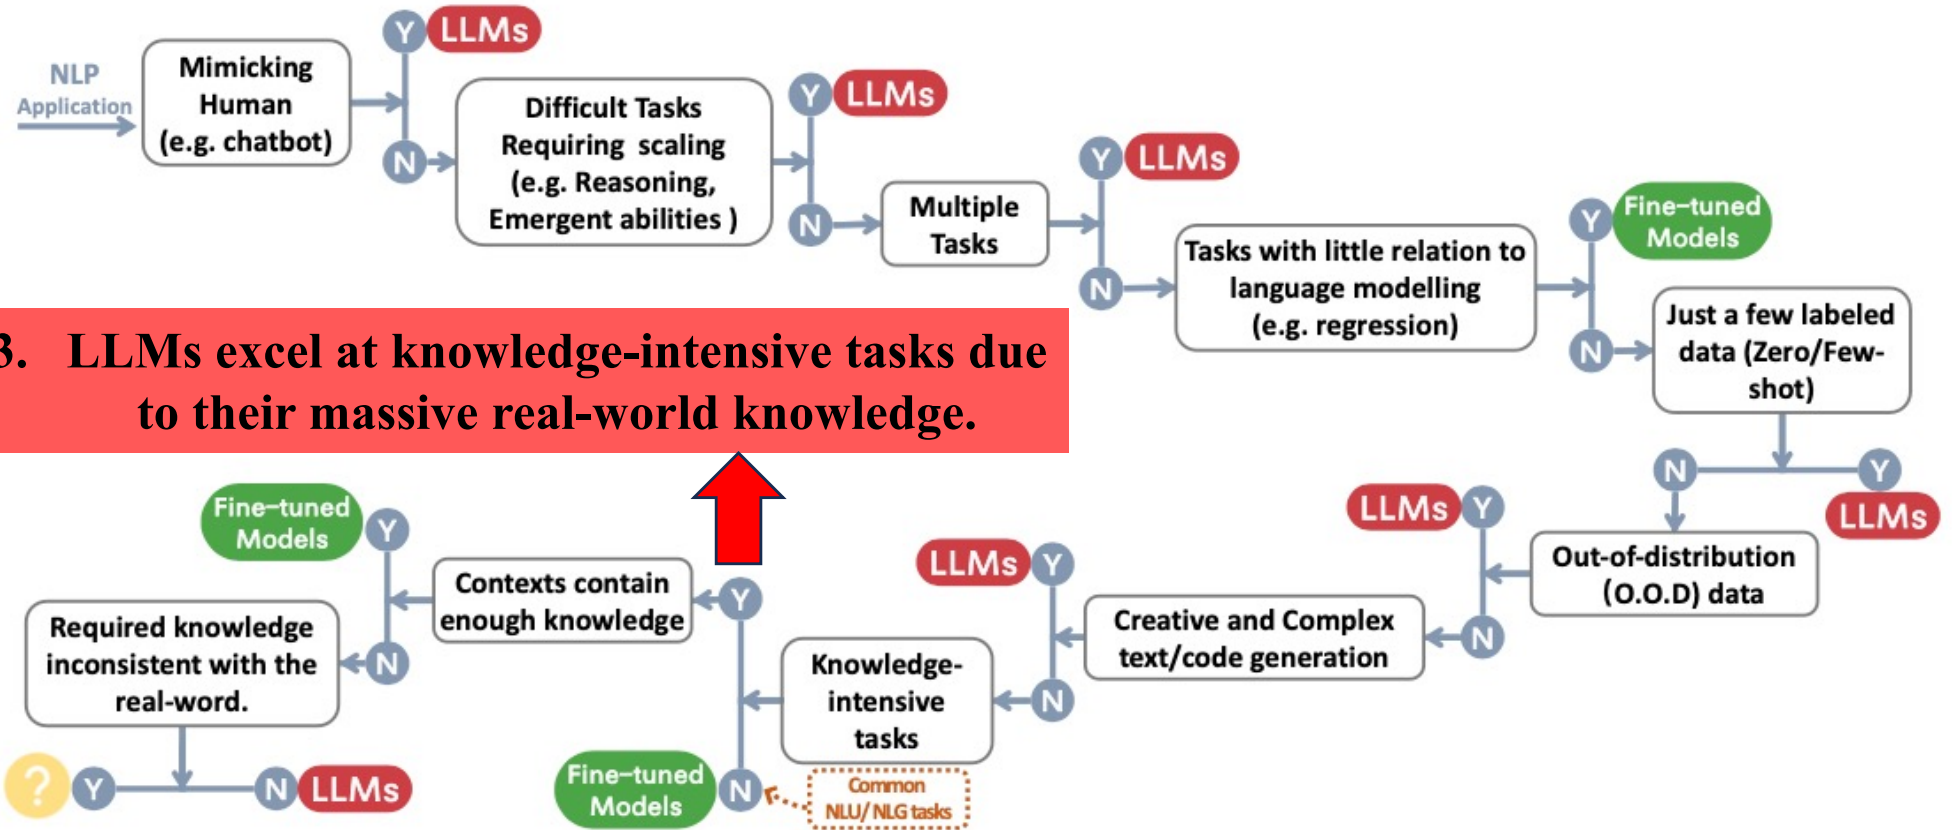 NLP
Application
Mimicking
Human
(e.g. chatbot)
Y
LLMs
N
Difficult Tasks
Requiring scaling
(e.g. Reasoning,
Emergent abilities )
Y
LLMs
N
Multiple
Tasks
Y
LLMs
N
Tasks with little relation to
language modelling
(e.g. regression)
Y
Fine-tuned
Models
N
Just a few labeled
data (Zero/Few-
shot)
N
Y
LLMs
3. LLMs excel at knowledge-intensive tasks due
to their massive real-world knowledge.
Out-of-distribution
(O.O.D) data
LLMs
Y
N
Creative and Complex
text/code generation
LLMs
Y
N
Knowledge-
intensive
tasks
Y
N
Fine-tuned
Models
Common
NLU/ NLG tasks
Contexts contain
enough knowledge
Fine-tuned
Models
Y
N
Required knowledge
inconsistent with the
real-word.
?
Y
N
LLMs